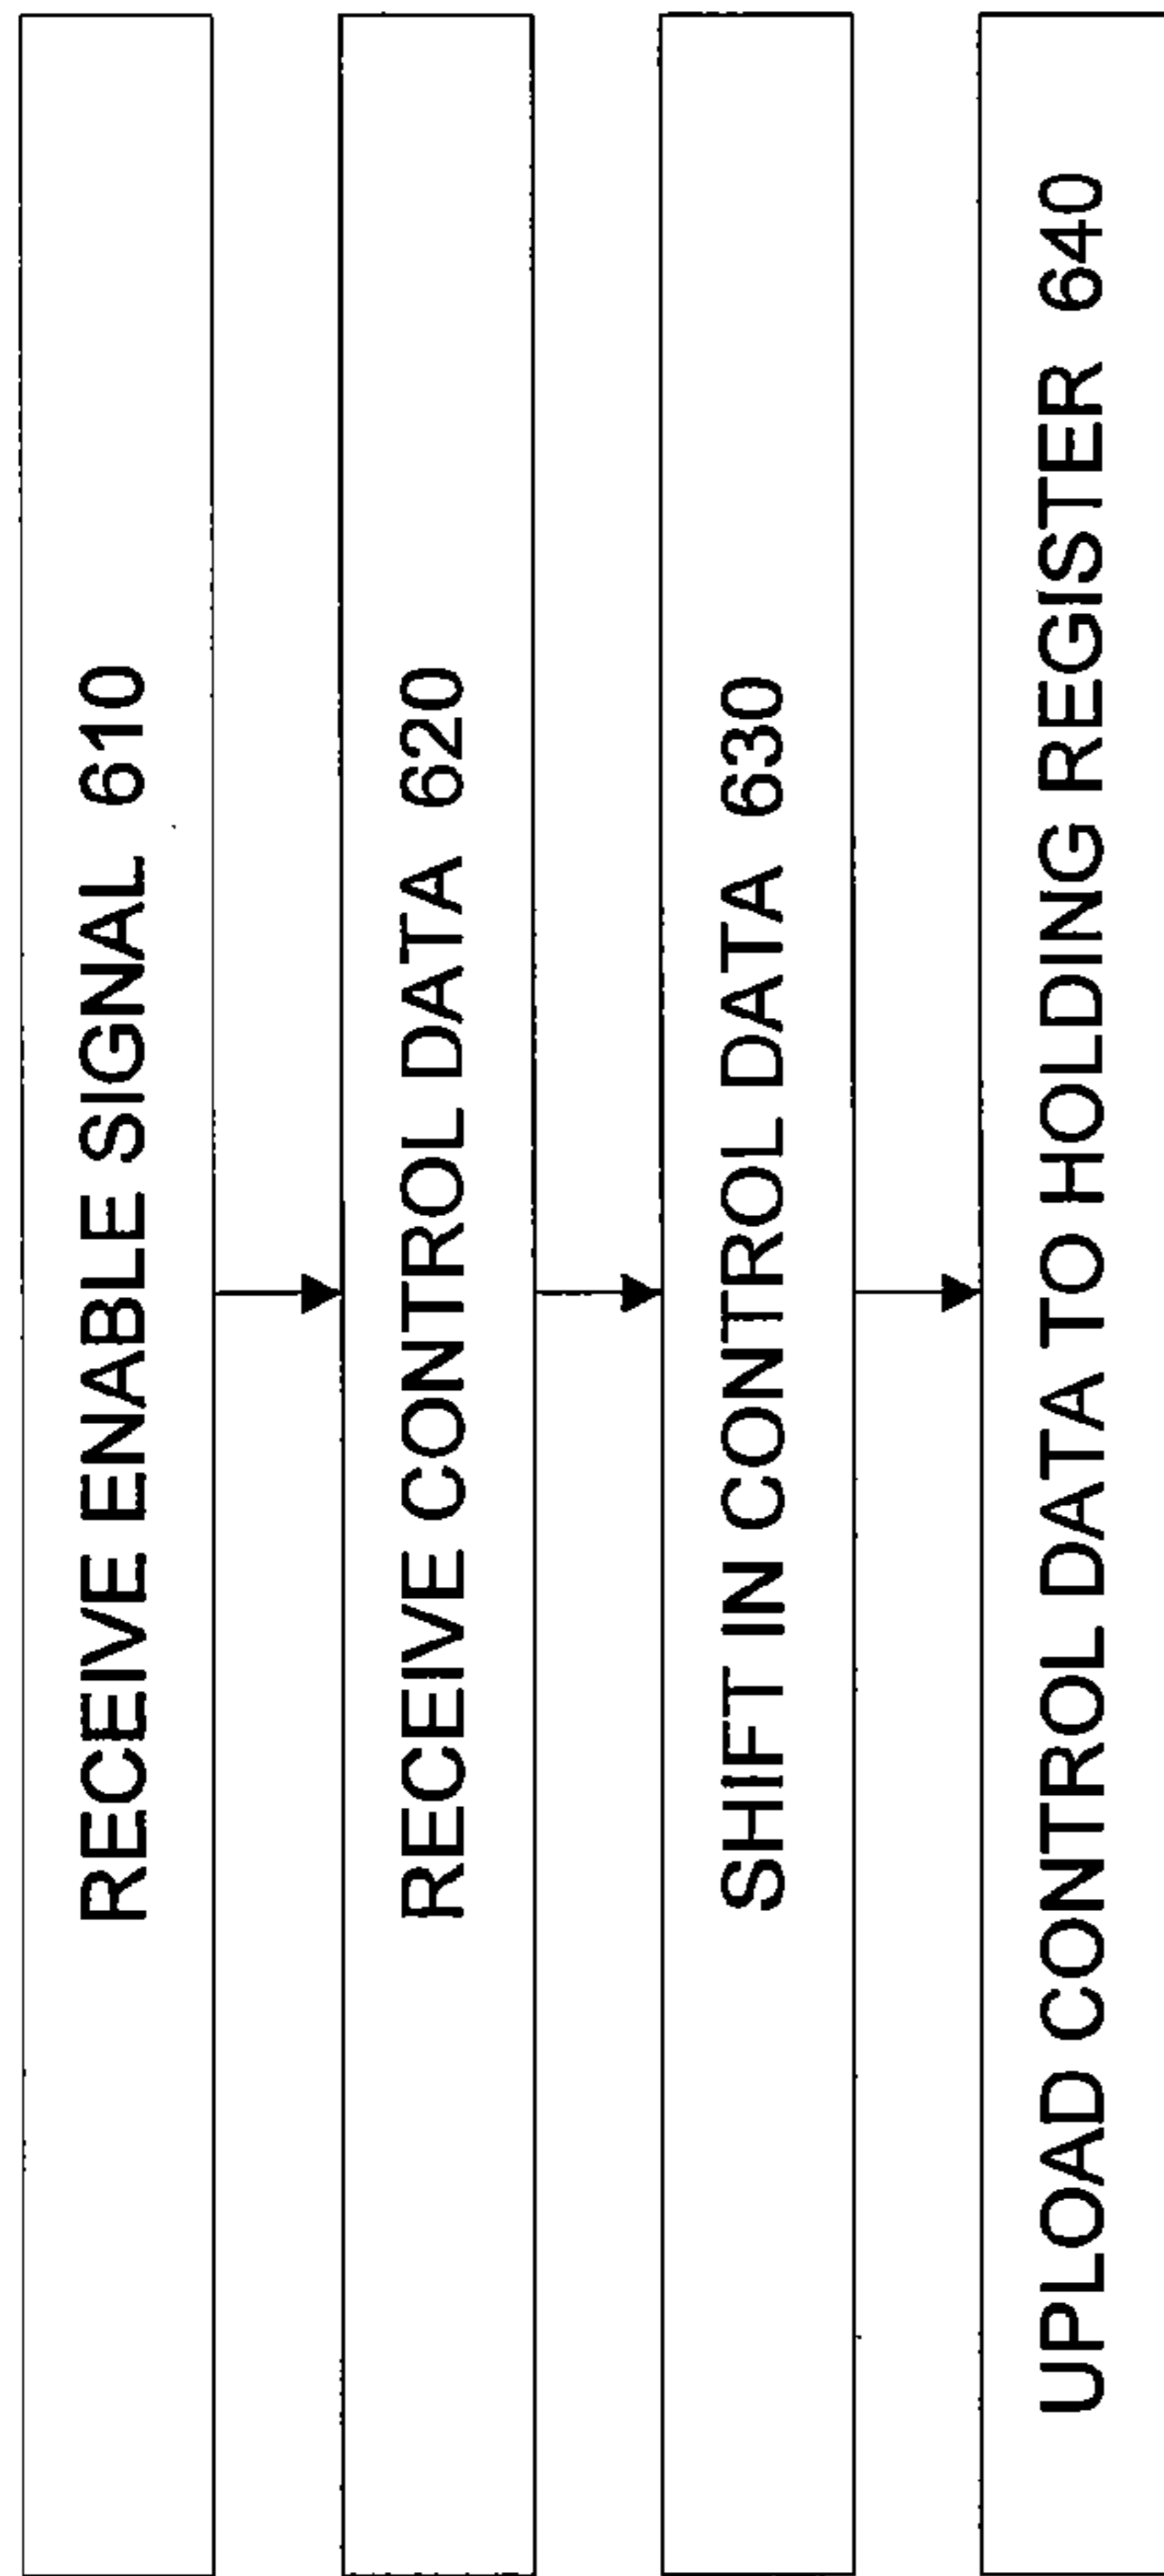 RECEIVE ENABLE SIGNAL 610
RECEIVE CONTROL DATA 620
SHIFT IN CONTROL DATA 630
UPLOAD CONTROL DATA TO HOLDING REGISTER 640